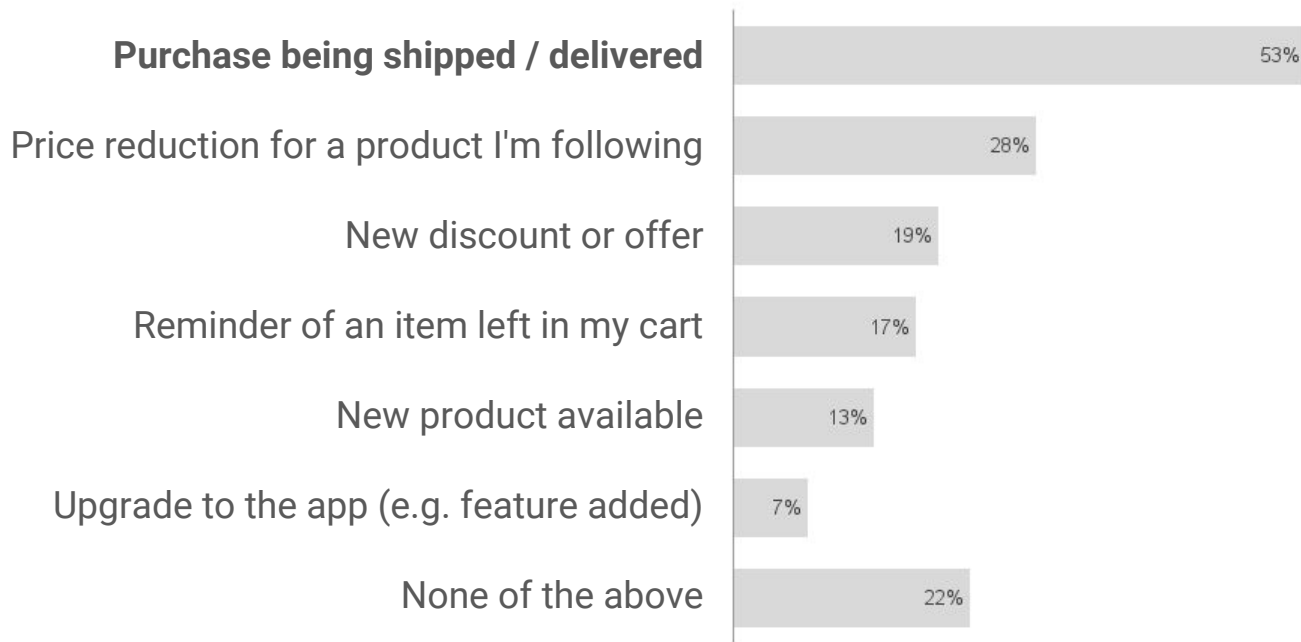 Purchase being shipped / delivered 53%
Price reduction for a product I'm following 28%
New discount or offer 19%
Reminder of an item left in my cart 17%
New product available 13%
Upgrade to the app (e.g. feature added) 7%
None of the above 22%